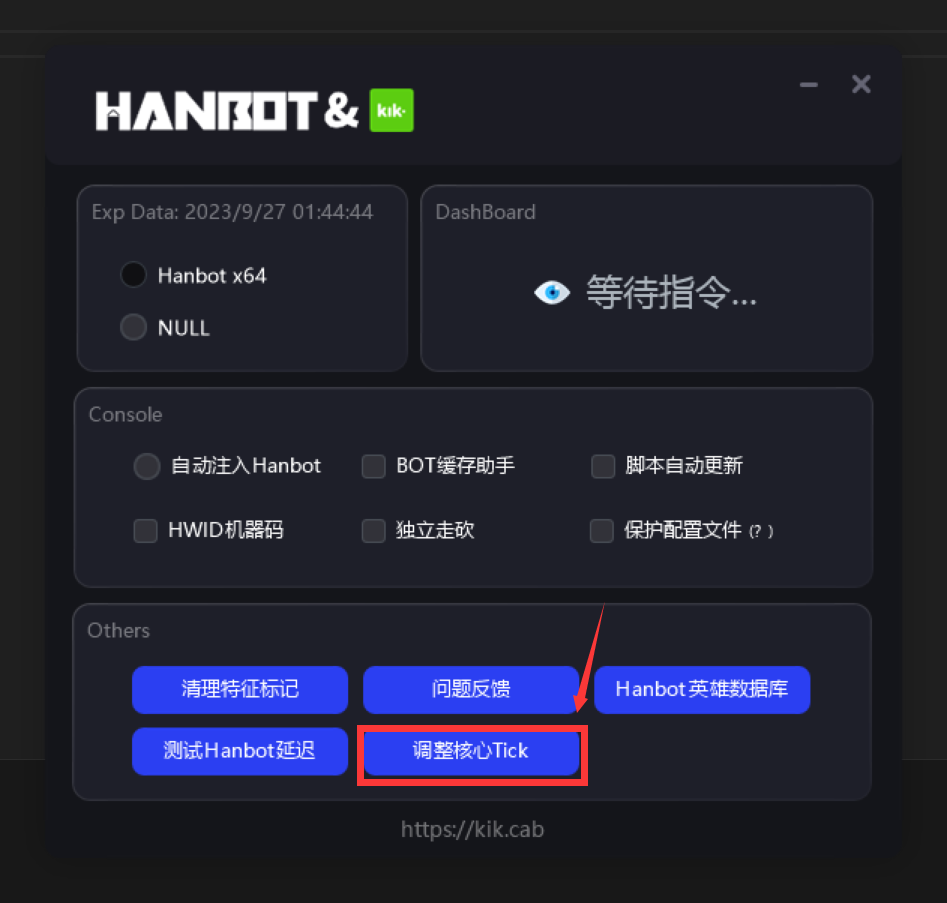 HANBOT & kik·
Exp Data: 2023/9/27 01:44:44
Hanbot x64
NULL
DashBoard
等待指令...
Console
自动注入Hanbot
BOT缓存助手
脚本自动更新
HWID机器码
独立走砍
保护配置文件 (? )
Others
清理特征标记
问题反馈
Hanbot英雄数据库
测试Hanbot延迟
调整核心Tick
https://kik.cab